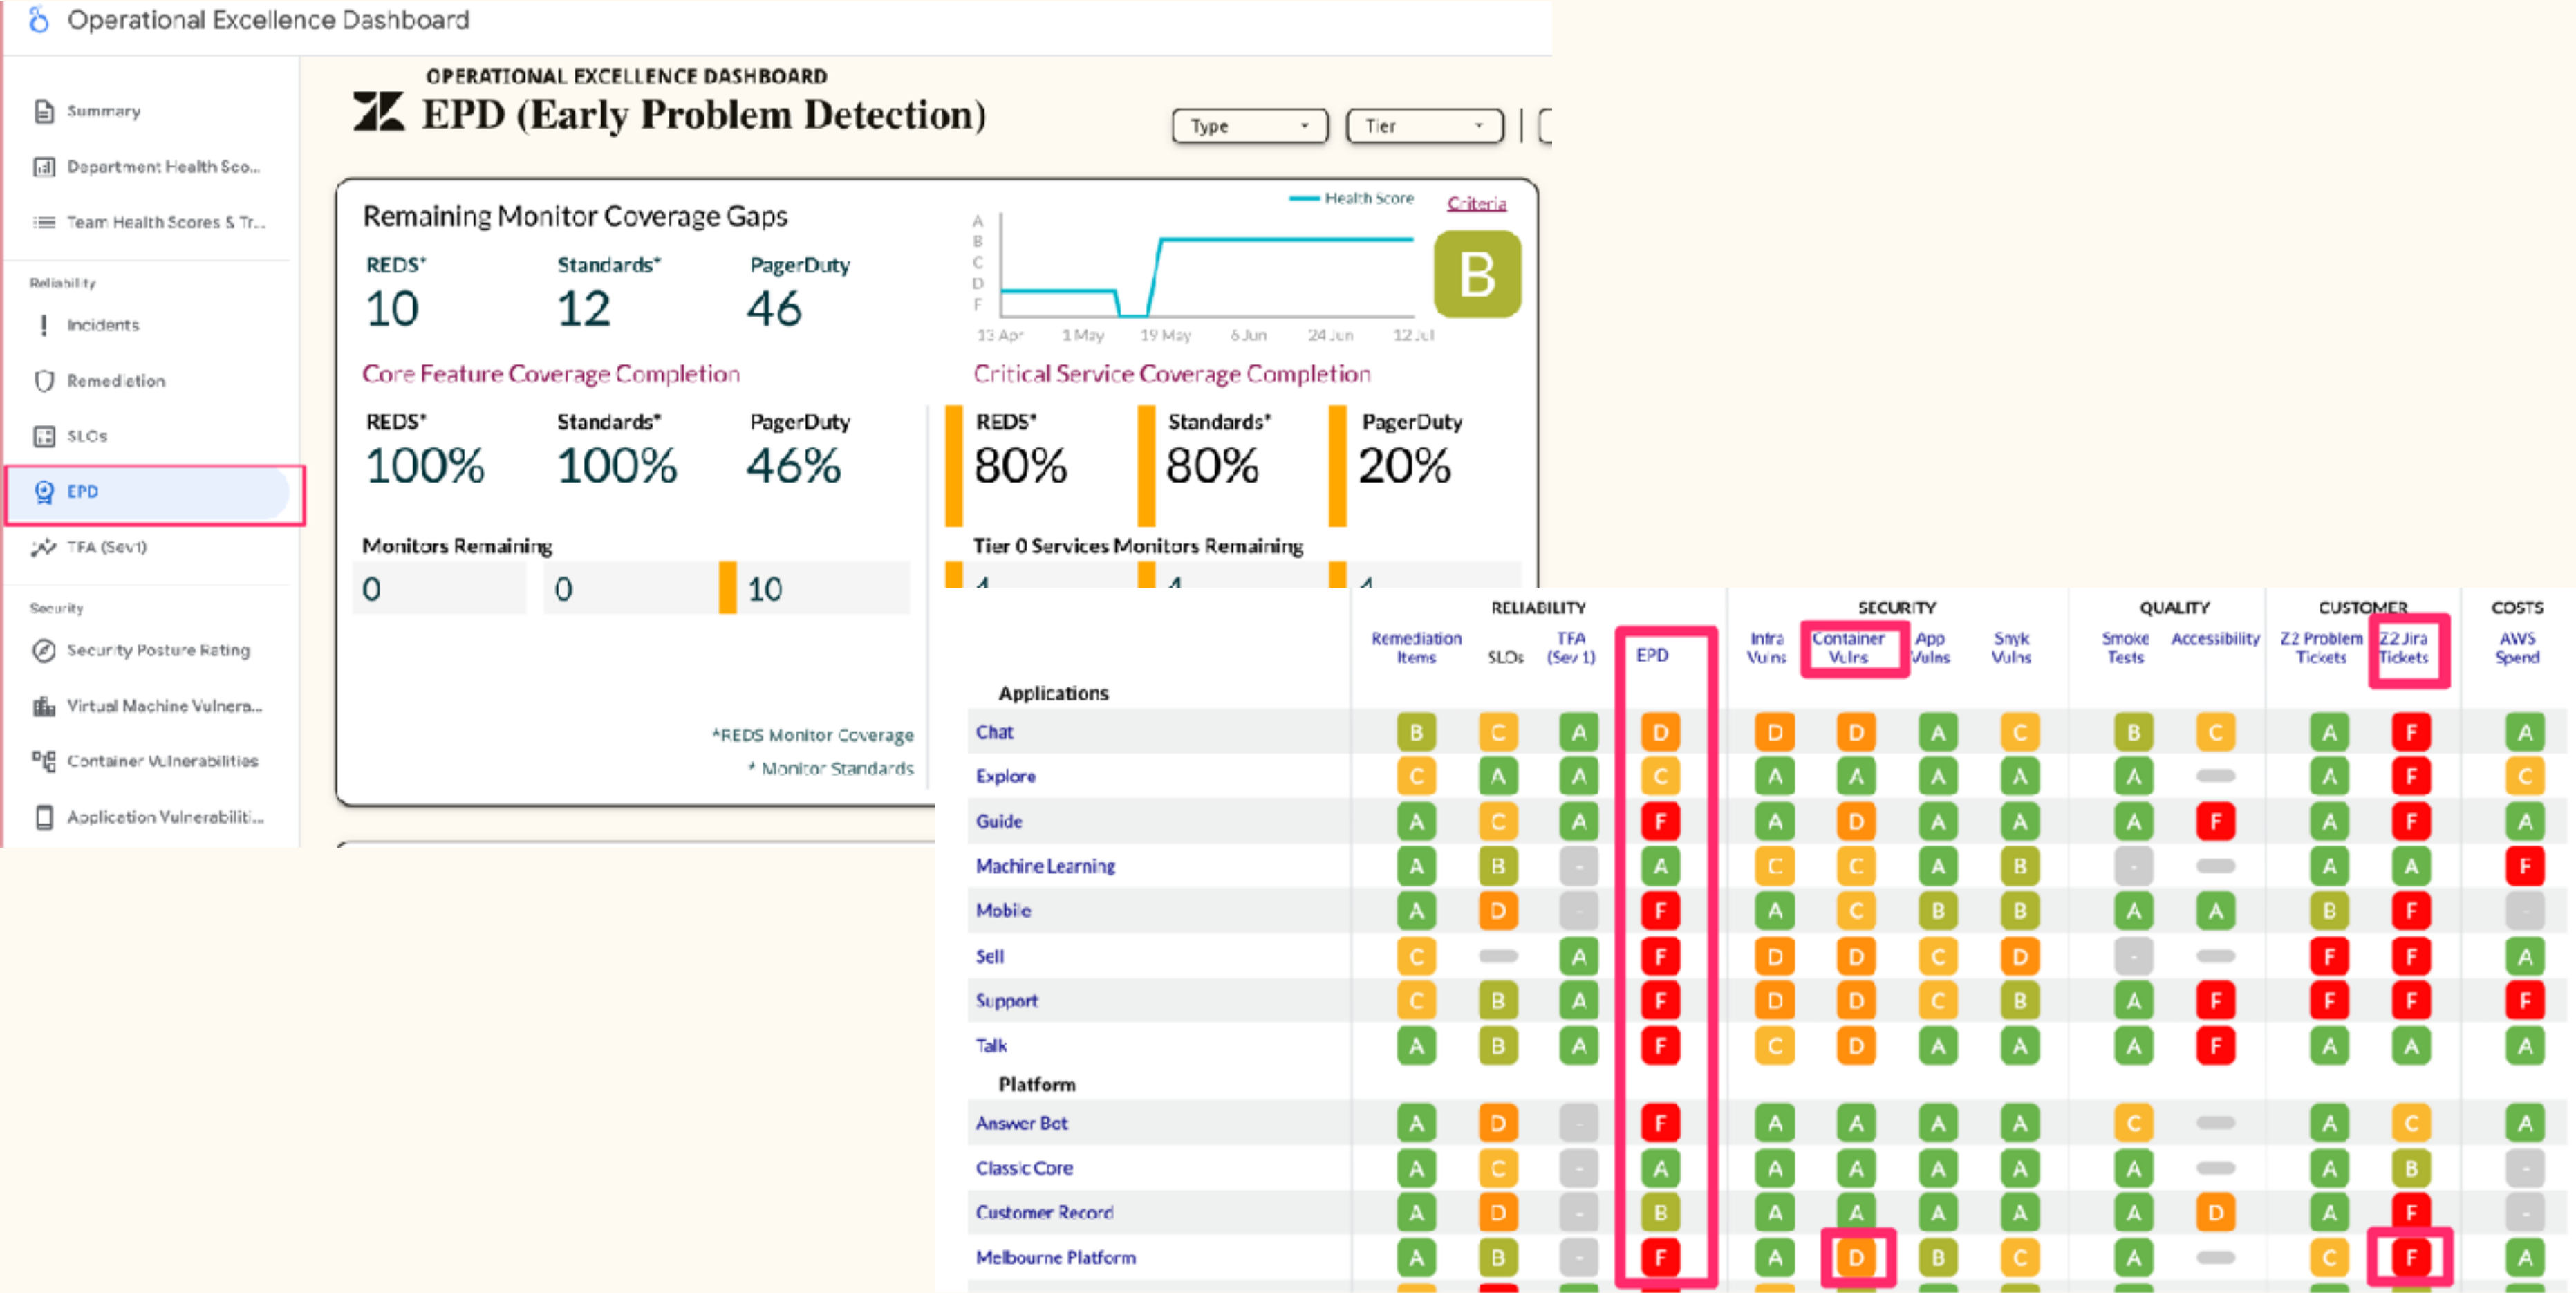 Operational Excellence Dashboard
Summary
Department Health Sco...
Team Health Scores & Tr...
Reliability
Incidents
Remediation
SLOs
EPD
TFA (Sev1)
Security
Security Posture Rating
Virtual Machine Vulnera...
Container Vulnerabilities
Application Vulnerabiliti...
OPERATIONAL EXCELLENCE DASHBOARD
EPD (Early Problem Detection)
Type
Tier
Remaining Monitor Coverage Gaps
REDS* Standards* PagerDuty
10 12 46
Health Score
Criteria
A
B
C
D
F
B
13 Apr 1 May 19 May 6 Jun 24 Jun 12 Jul
Core Feature Coverage Completion
REDS* Standards* PagerDuty
100% 100% 46%
Monitors Remaining
0 0 10
*REDS Monitor Coverage
* Monitor Standards
Critical Service Coverage Completion
REDS* Standards* PagerDuty
80% 80% 20%
Tier 0 Services Monitors Remaining
4 4 4
RELIABILITY SECURITY QUALITY CUSTOMER COSTS
Remediation Items SLOs TFA (Sev 1) EPD Infra Vulns Container Vulns App Vulns Snyk Vulns Smoke Tests Accessibility Z2 Problem Tickets Z2 Jira Tickets AWS Spend
Applications
Chat B C A D D D A C B C A F A
Explore C A A C A A A A A A F C
Guide A C A F A D A A A F A F A
Machine Learning A B - A C C A B - A A F
Mobile A D - F A C B B A A B F -
Sell C A F D D C D - F F A
Support C B A F D D C B A F F F F
Talk A B A F C D A A A F A A A
Platform
Answer Bot A D - F A A A A C A C A
Classic Core A C - A A A A A A A B -
Customer Record A D - B A A A A A D A F -
Melbourne Platform A B - F A D B C A C F A